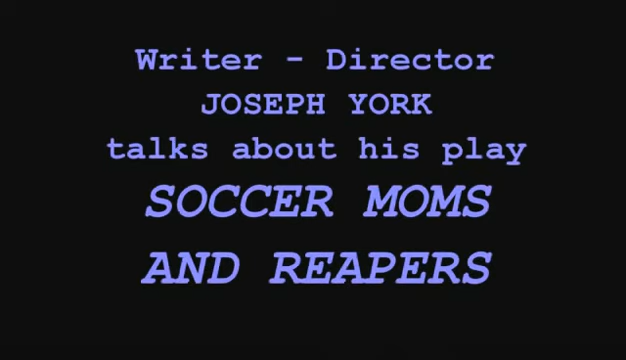 Writer - Director
JOSEPH YORK
talks about his play
SOCCER MOMS
AND REAPERS